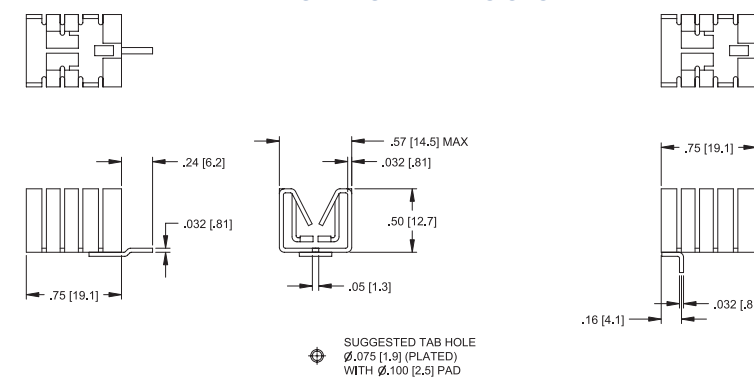 .57 [14.5] MAX
.75 [19.1]
.24 [6.2]
.032 [.81]
.032 [.81]
.50 [12.7]
.75 [19.1]
.05 [1.3]
.032 [.8
.16 [4.1]
SUGGESTED TAB HOLE
Ø.075 [1.9] (PLATED)
WITH Ø.100 [2.5] PAD